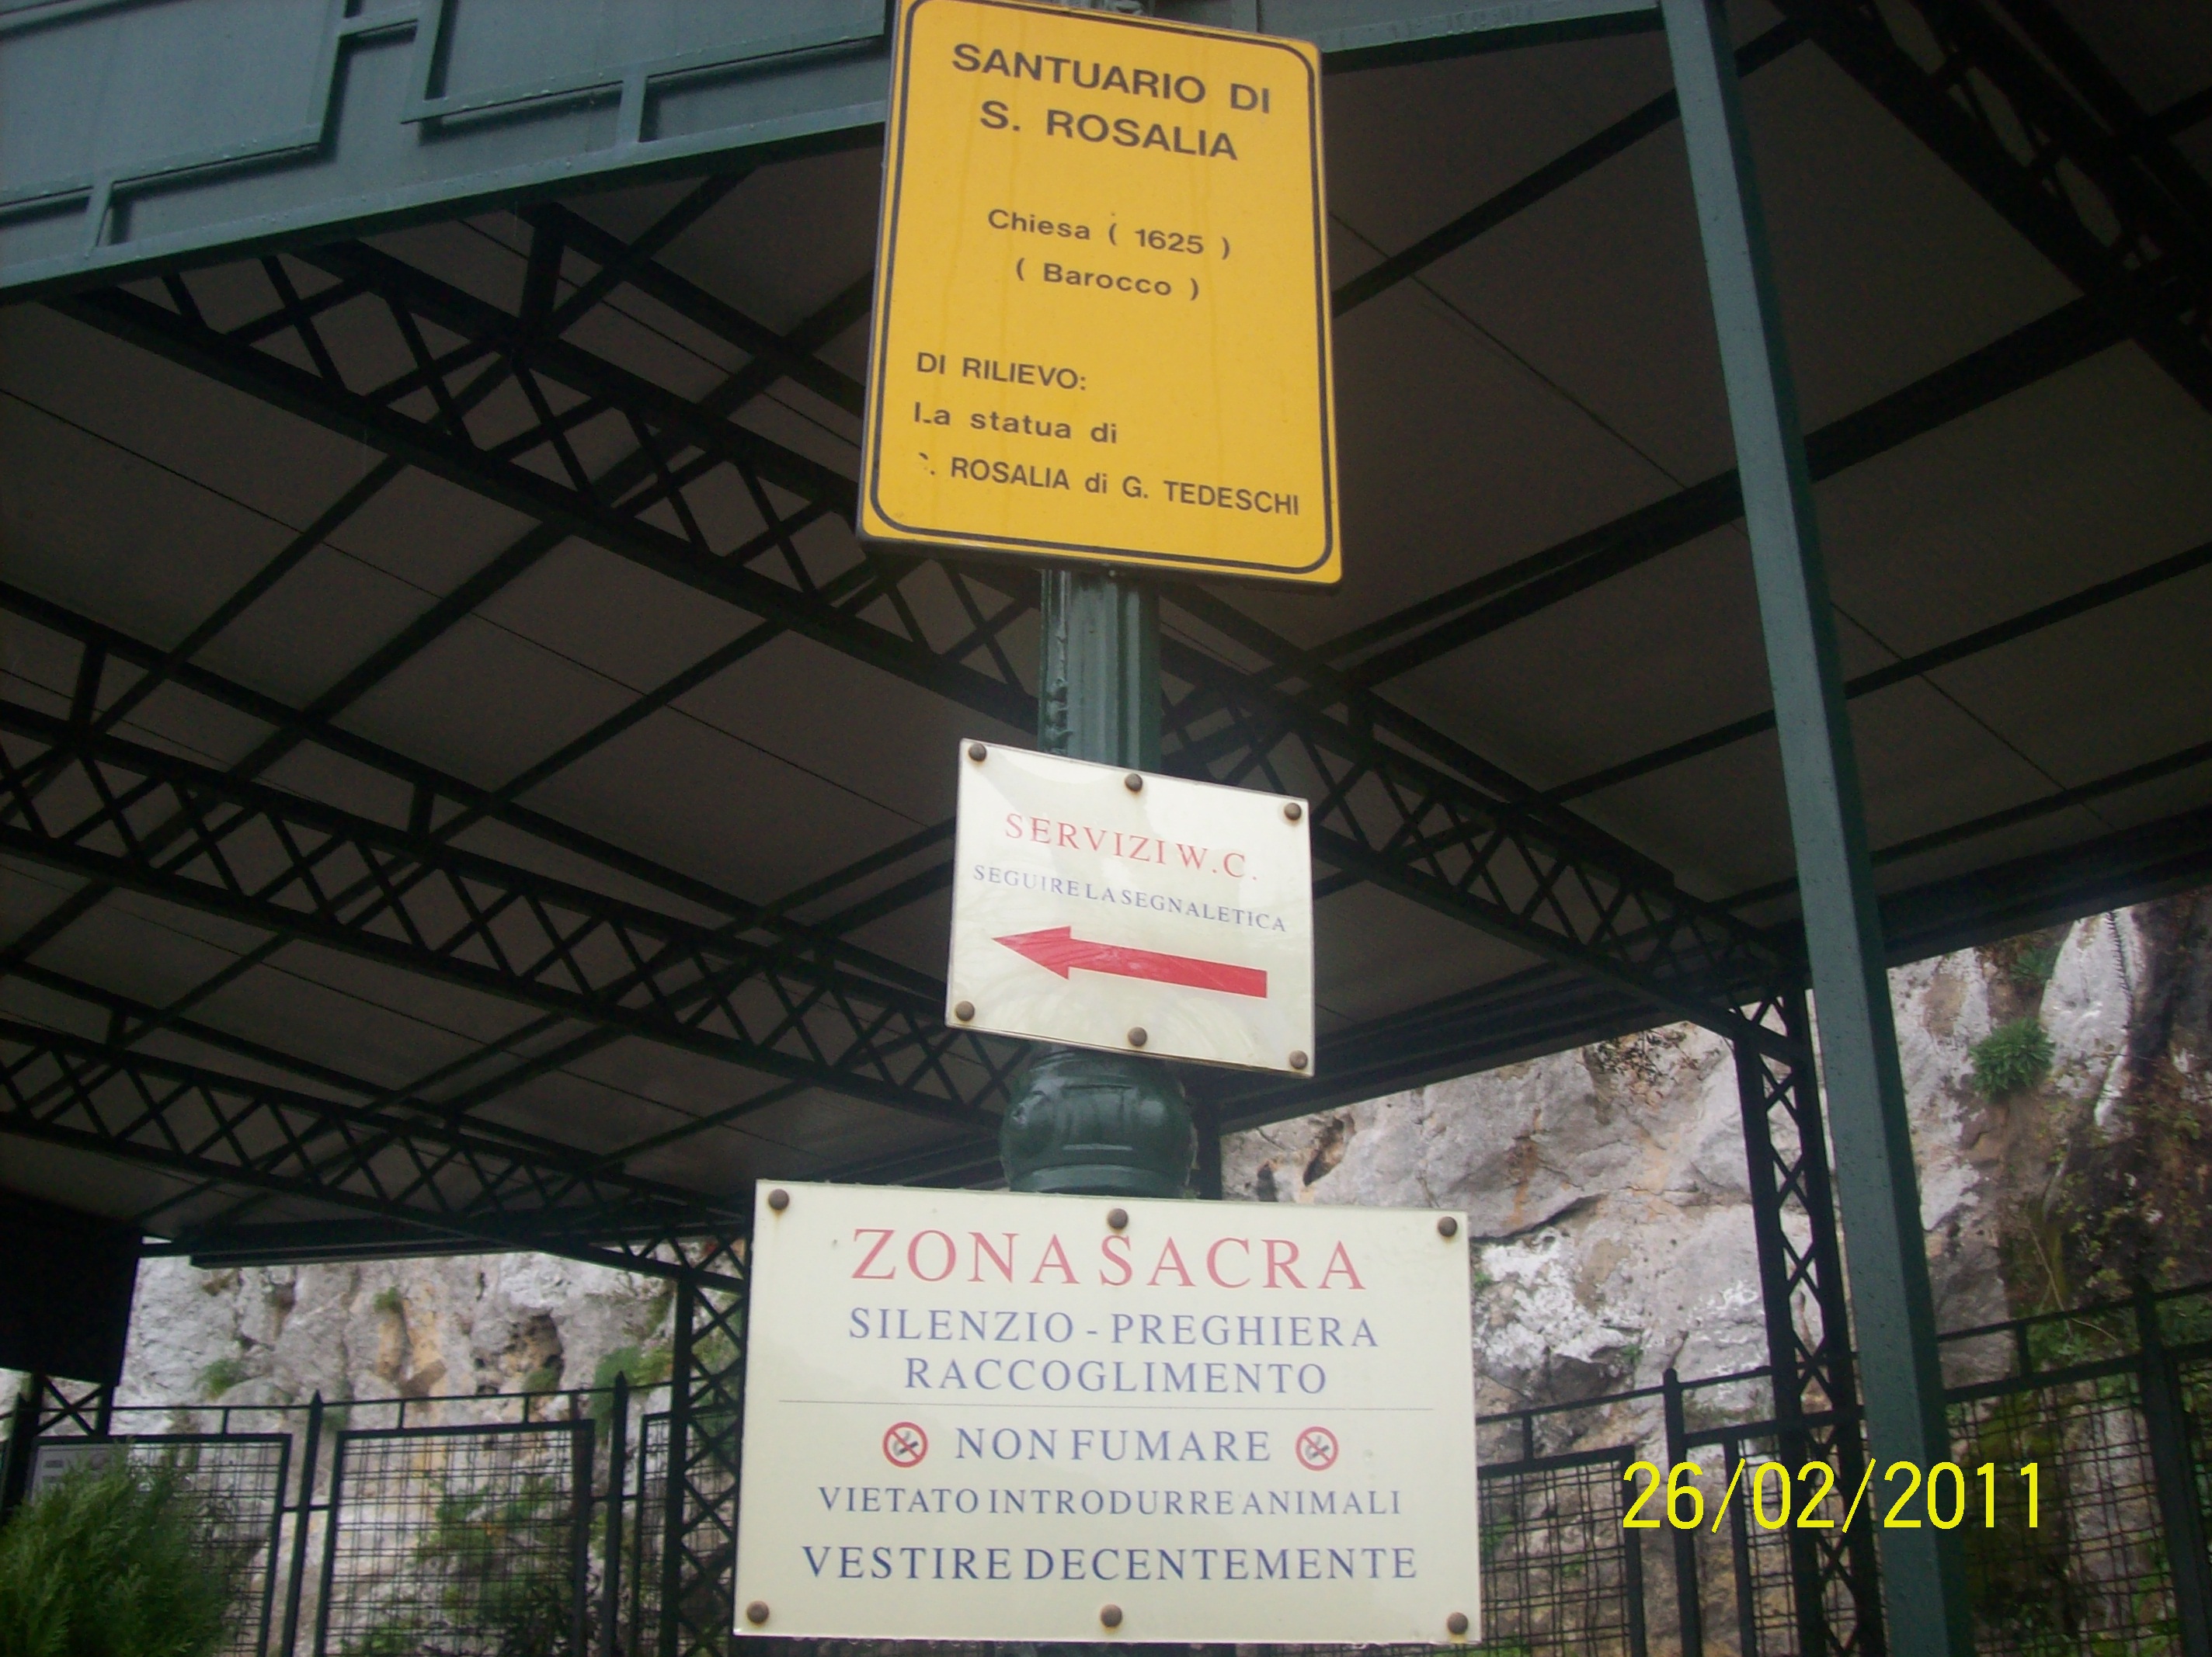 SANTUARIO DI
S. ROSALIA
Chiesa ( 1625 )
( Barocco )
DI RILIEVO:
La statua di
S. ROSALIA di G. TEDESCHI
SERVIZI W.C.
SEGUIRE LA SEGNALETICA
ZONA SACRA
SILENZIO - PREGHIERA
RACCOGLIMENTO
NON FUMARE
VIETATO INTRODURRE ANIMALI
VESTIRE DECENTEMENTE
26/02/2011